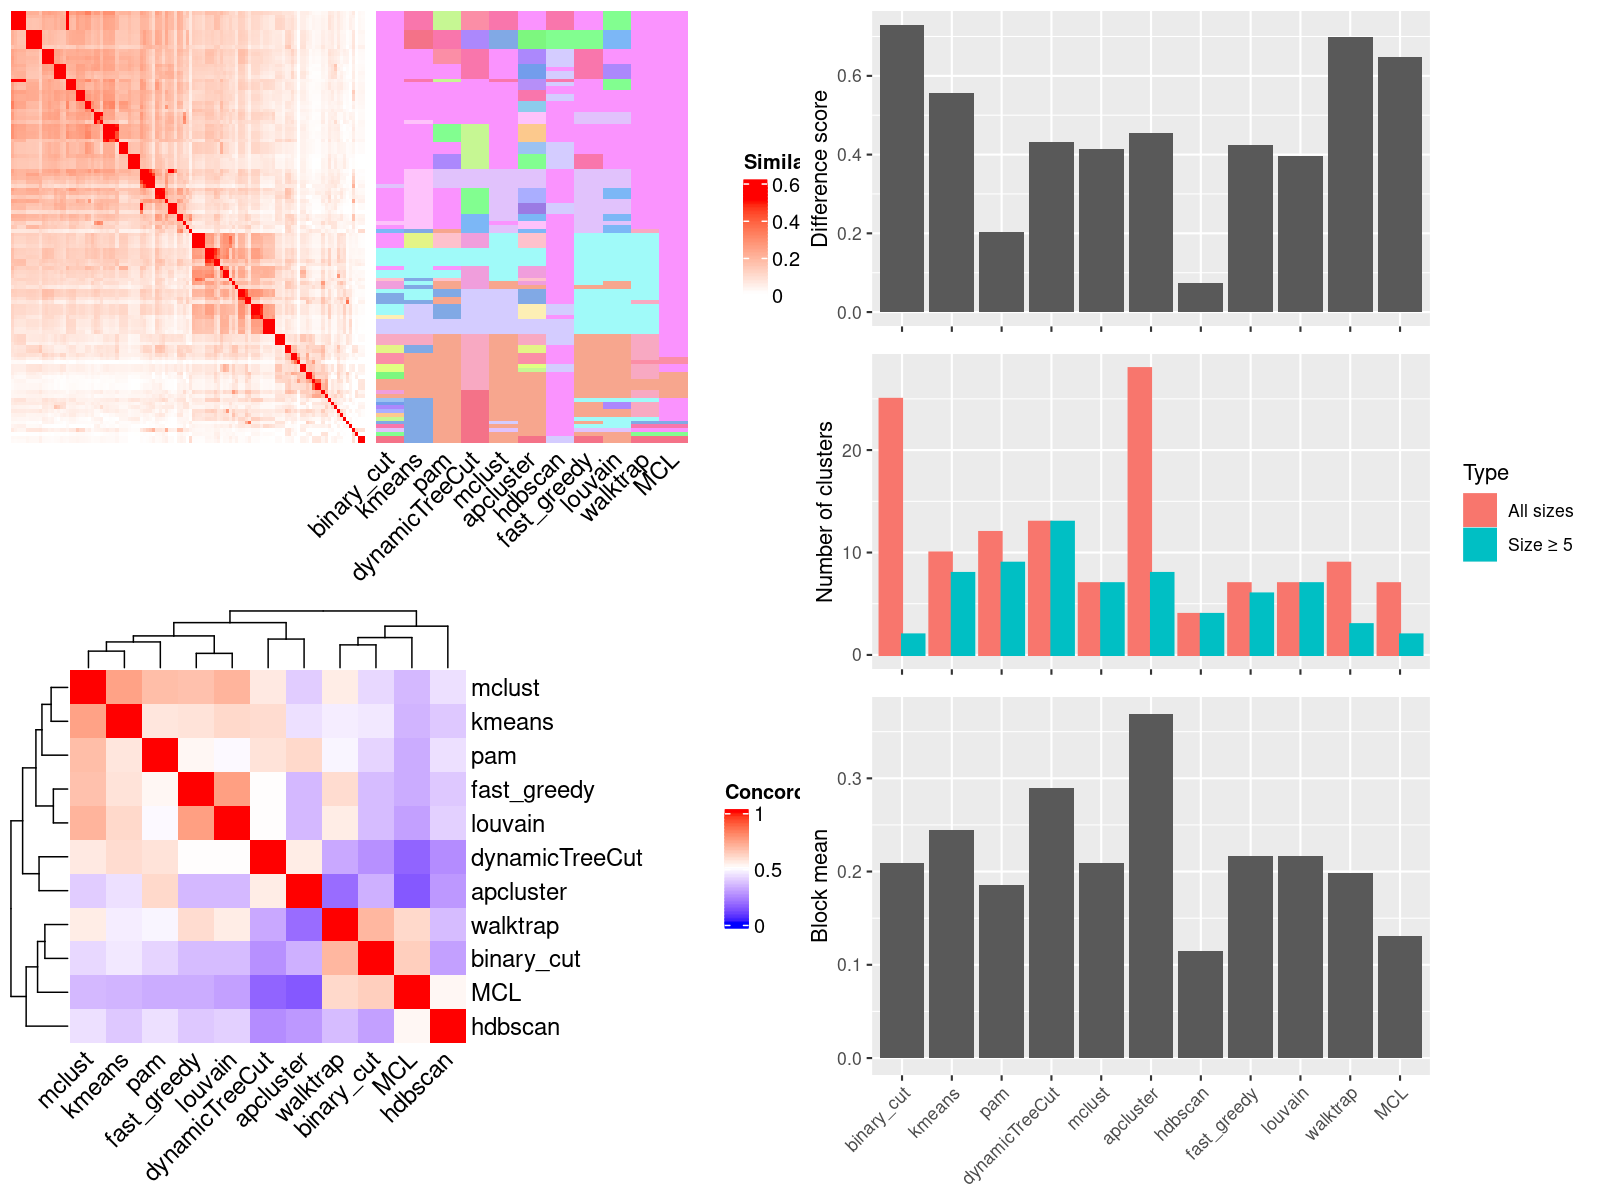 Simila
0.6
0.4
0.2
0
binary_cut
kmeans
pam
dynamicTreeCut
mclust
apcluster
hdbscan
fast_greedy
louvain
walktrap
MCL
Difference score
0.6
0.4
0.2
0.0
Number of clusters
20
10
0
Type
All sizes
Size ≥ 5
Block mean
0.3
0.2
0.1
0.0
binary_cut
kmeans
pam
dynamicTreeCut
mclust
apcluster
hdbscan
fast_greedy
louvain
walktrap
MCL
mclust
kmeans
pam
fast_greedy
louvain
dynamicTreeCut
apcluster
walktrap
binary_cut
MCL
hdbscan
mclust
kmeans
pam
fast_greedy
louvain
dynamicTreeCut
apcluster
walktrap
binary_cut
MCL
hdbscan
Concord
1
0.5
0